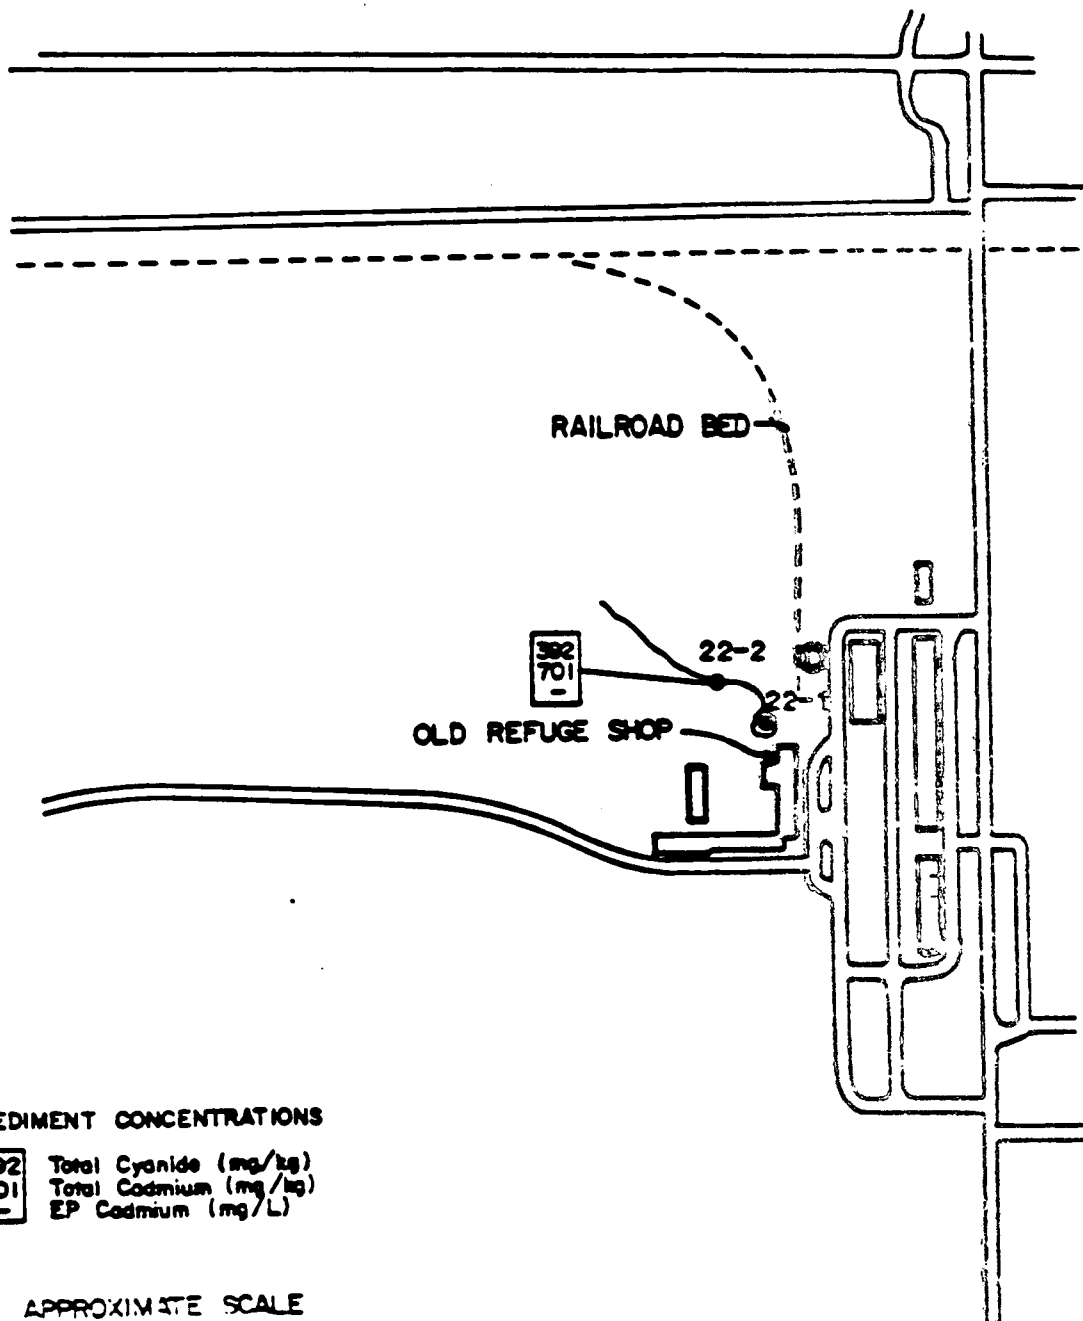 RAILROAD BED
392
701
-
22-2
22-
OLD REFUGE SHOP
EDIMENT CONCENTRATIONS
92 Total Cyanide (mg/kg)
01 Total Cadmium (mg/kg)
- EP Cadmium (mg/L)
APPROXIMATE SCALE